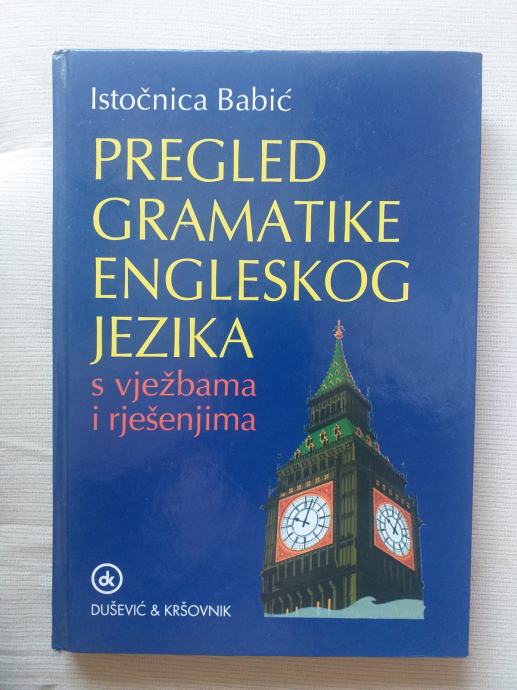 Istočnica Babić
PREGLED
GRAMATIKE
ENGLESKOG
JEZIKA
s vježbama
i rješenjima
dk
DUŠEVIĆ & KRŠOVNIK